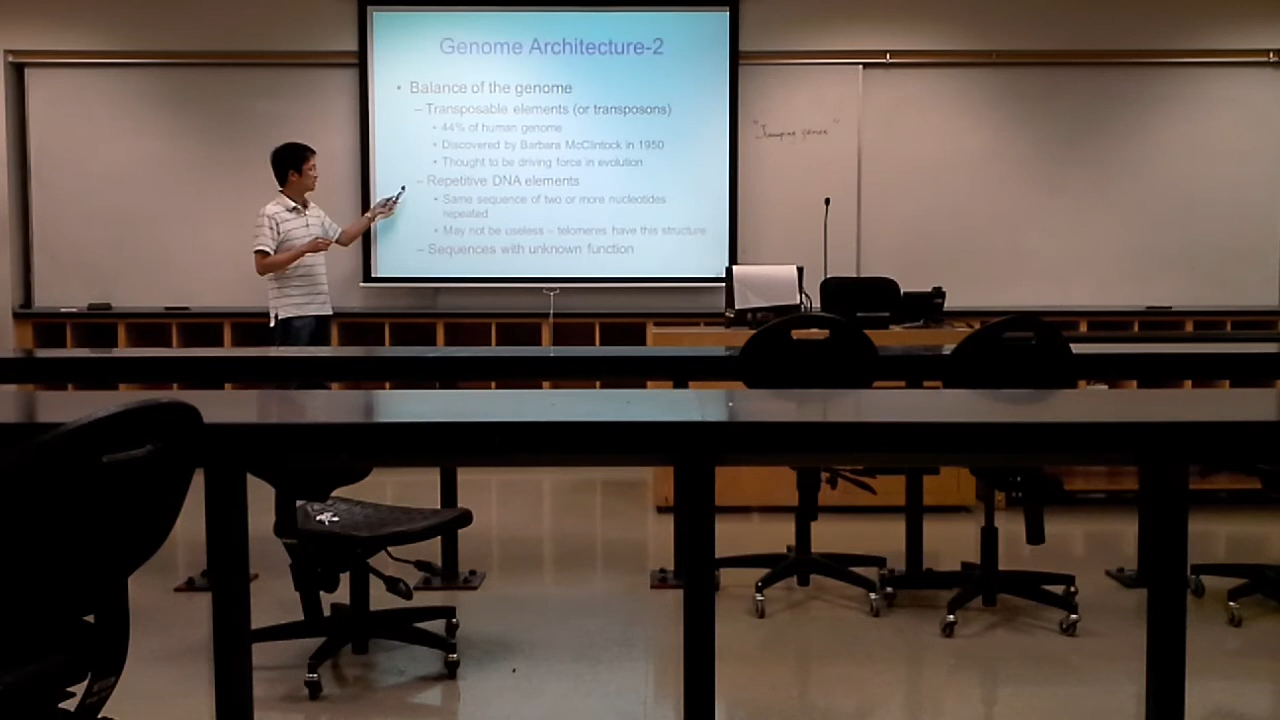 Genome Architecture-2
• Balance of the genome
– Transposable elements (or transposons)
• 44% of human genome
• Discovered by Barbara McClintock in 1950
• Thought to be driving force in evolution
– Repetitive DNA elements
• Same sequence of two or more nucleotides
repeated
• May not be useless – telomeres have this structure
– Sequences with unknown function
"Jumping genes"